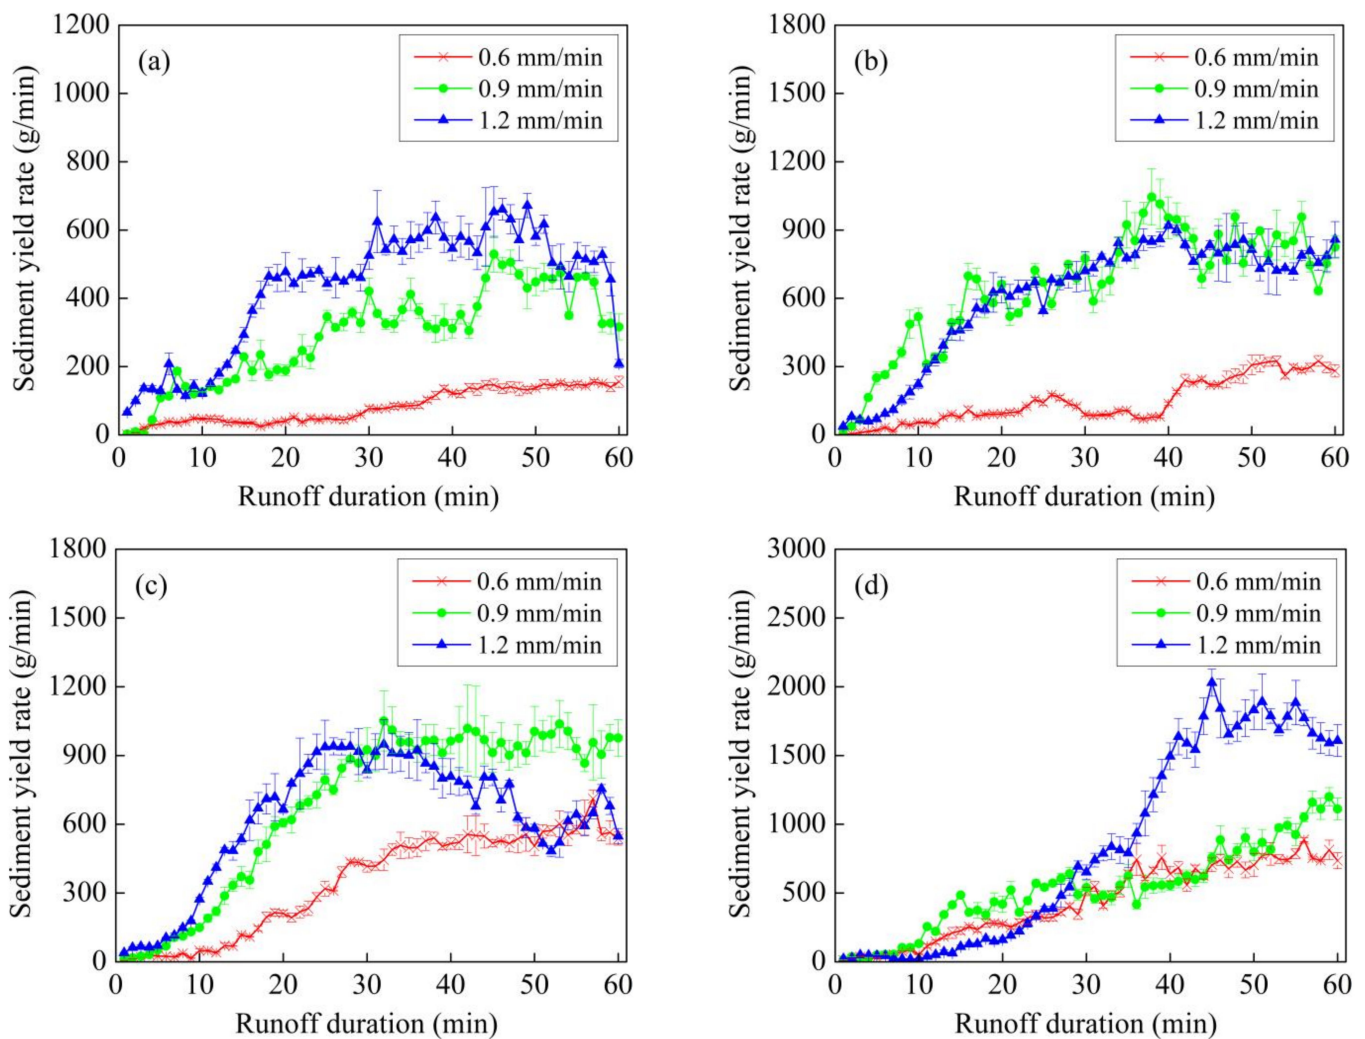 (a)
0.6 mm/min
0.9 mm/min
1.2 mm/min
1200
1000
800
600
400
200
0
Sediment yield rate (g/min)
0 10 20 30 40 50 60
Runoff duration (min)
(b)
0.6 mm/min
0.9 mm/min
1.2 mm/min
1800
1500
1200
900
600
300
0
Sediment yield rate (g/min)
0 10 20 30 40 50 60
Runoff duration (min)
(c)
0.6 mm/min
0.9 mm/min
1.2 mm/min
1800
1500
1200
900
600
300
0
Sediment yield rate (g/min)
0 10 20 30 40 50 60
Runoff duration (min)
(d)
0.6 mm/min
0.9 mm/min
1.2 mm/min
3000
2500
2000
1500
1000
500
0
Sediment yield rate (g/min)
0 10 20 30 40 50 60
Runoff duration (min)